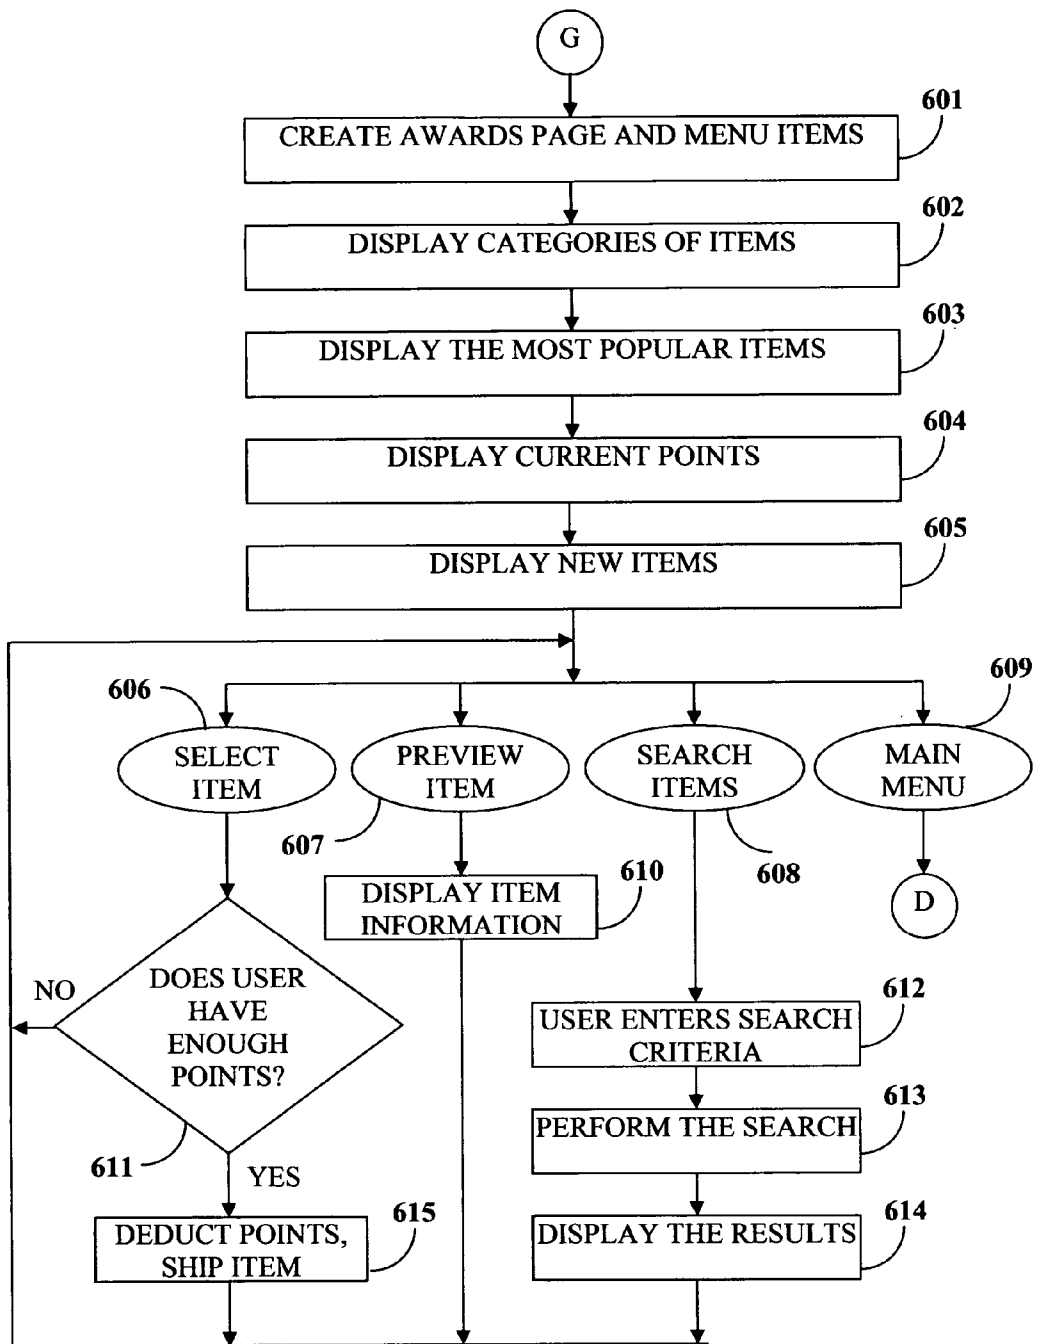 G
601
CREATE AWARDS PAGE AND MENU ITEMS
602
DISPLAY CATEGORIES OF ITEMS
603
DISPLAY THE MOST POPULAR ITEMS
604
DISPLAY CURRENT POINTS
605
DISPLAY NEW ITEMS
606
609
SELECT
ITEM
PREVIEW
ITEM
SEARCH
ITEMS
MAIN
MENU
607
608
610
DISPLAY ITEM
INFORMATION
D
NO
DOES USER
HAVE
ENOUGH
POINTS?
612
USER ENTERS SEARCH
CRITERIA
613
PERFORM THE SEARCH
611
YES
615
DEDUCT POINTS,
SHIP ITEM
614
DISPLAY THE RESULTS